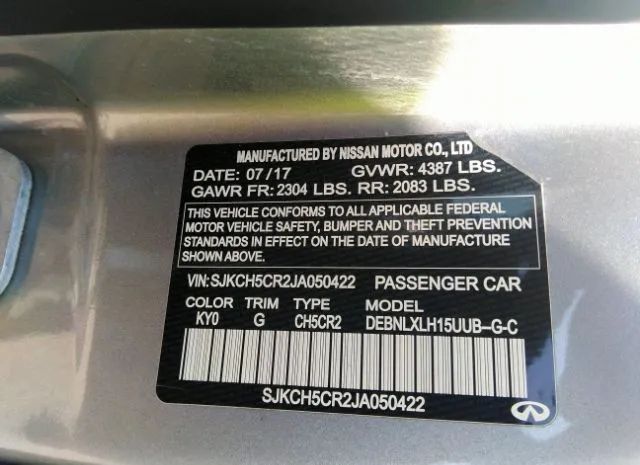 MANUFACTURED BY NISSAN MOTOR CO., LTD
DATE: 07/17 GVWR: 4387 LBS.
GAWR FR: 2304 LBS. RR: 2083 LBS.
THIS VEHICLE CONFORMS TO ALL APPLICABLE FEDERAL
MOTOR VEHICLE SAFETY, BUMPER AND THEFT PREVENTION
STANDARDS IN EFFECT ON THE DATE OF MANUFACTURE
SHOWN ABOVE.
VIN:SJKCH5CR2JA050422 PASSENGER CAR
COLOR TRIM TYPE MODEL
KY0 G CH5CR2 DEBNLXLH15UUB-G-C
SJKCH5CR2JA050422